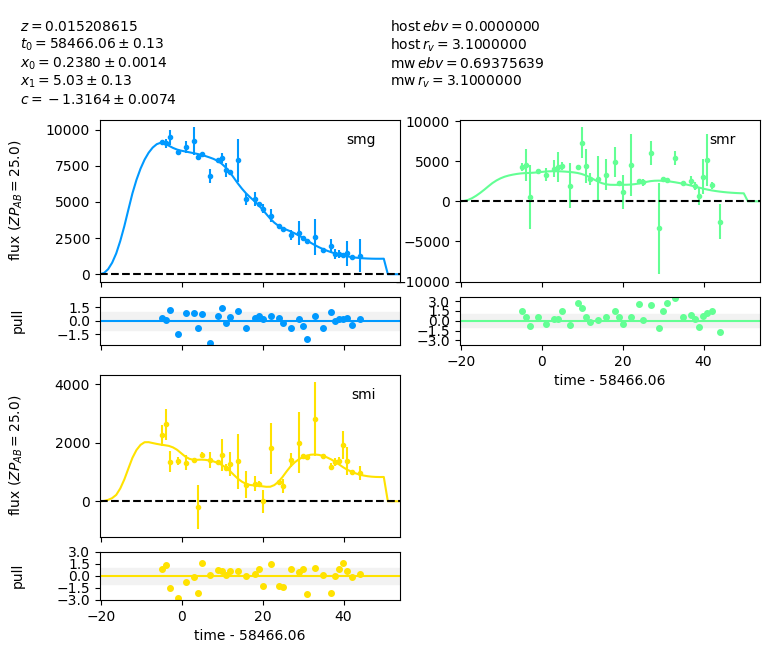 z = 0.015208615
t₀ = 58466.06 ± 0.13
x₀ = 0.2380 ± 0.0014
x₁ = 5.03 ± 0.13
c = −1.3164 ± 0.0074
host ebv = 0.0000000
host r_v = 3.1000000
mw ebv = 0.69375639
mw r_v = 3.1000000
smg
flux (ZP_AB = 25.0)
10000
7500
5000
2500
0
pull
1.5
0.0
−1.5
smr
10000
5000
0
−5000
−10000
3.0
1.5
0.0
−1.5
−3.0
−20
0
20
40
time - 58466.06
smi
flux (ZP_AB = 25.0)
4000
2000
0
pull
3.0
1.5
0.0
−1.5
−3.0
−20
0
20
40
time - 58466.06